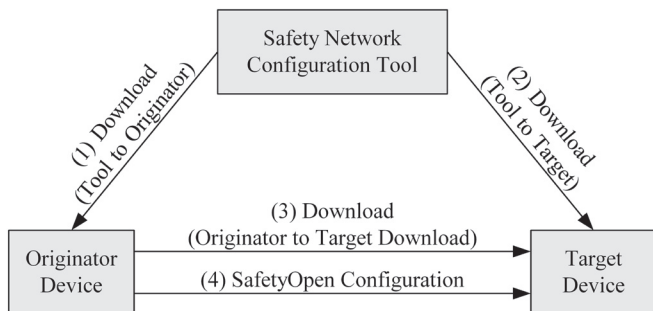 Safety Network
Configuration Tool
(1) Download
(Tool to Originator)
(2) Download
(Tool to Target)
(3) Download
(Originator to Target Download)
Originator
Device
(4) SafetyOpen Configuration
Target
Device